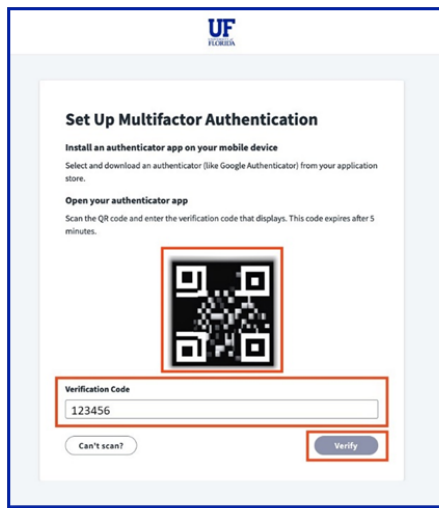 UF
FLORIDA
Set Up Multifactor Authentication
Install an authenticator app on your mobile device
Select and download an authenticator (like Google Authenticator) from your application
store.
Open your authenticator app
Scan the QR code and enter the verification code that displays. This code expires after 5
minutes.
Verification Code
123456
Can't scan?
Verify